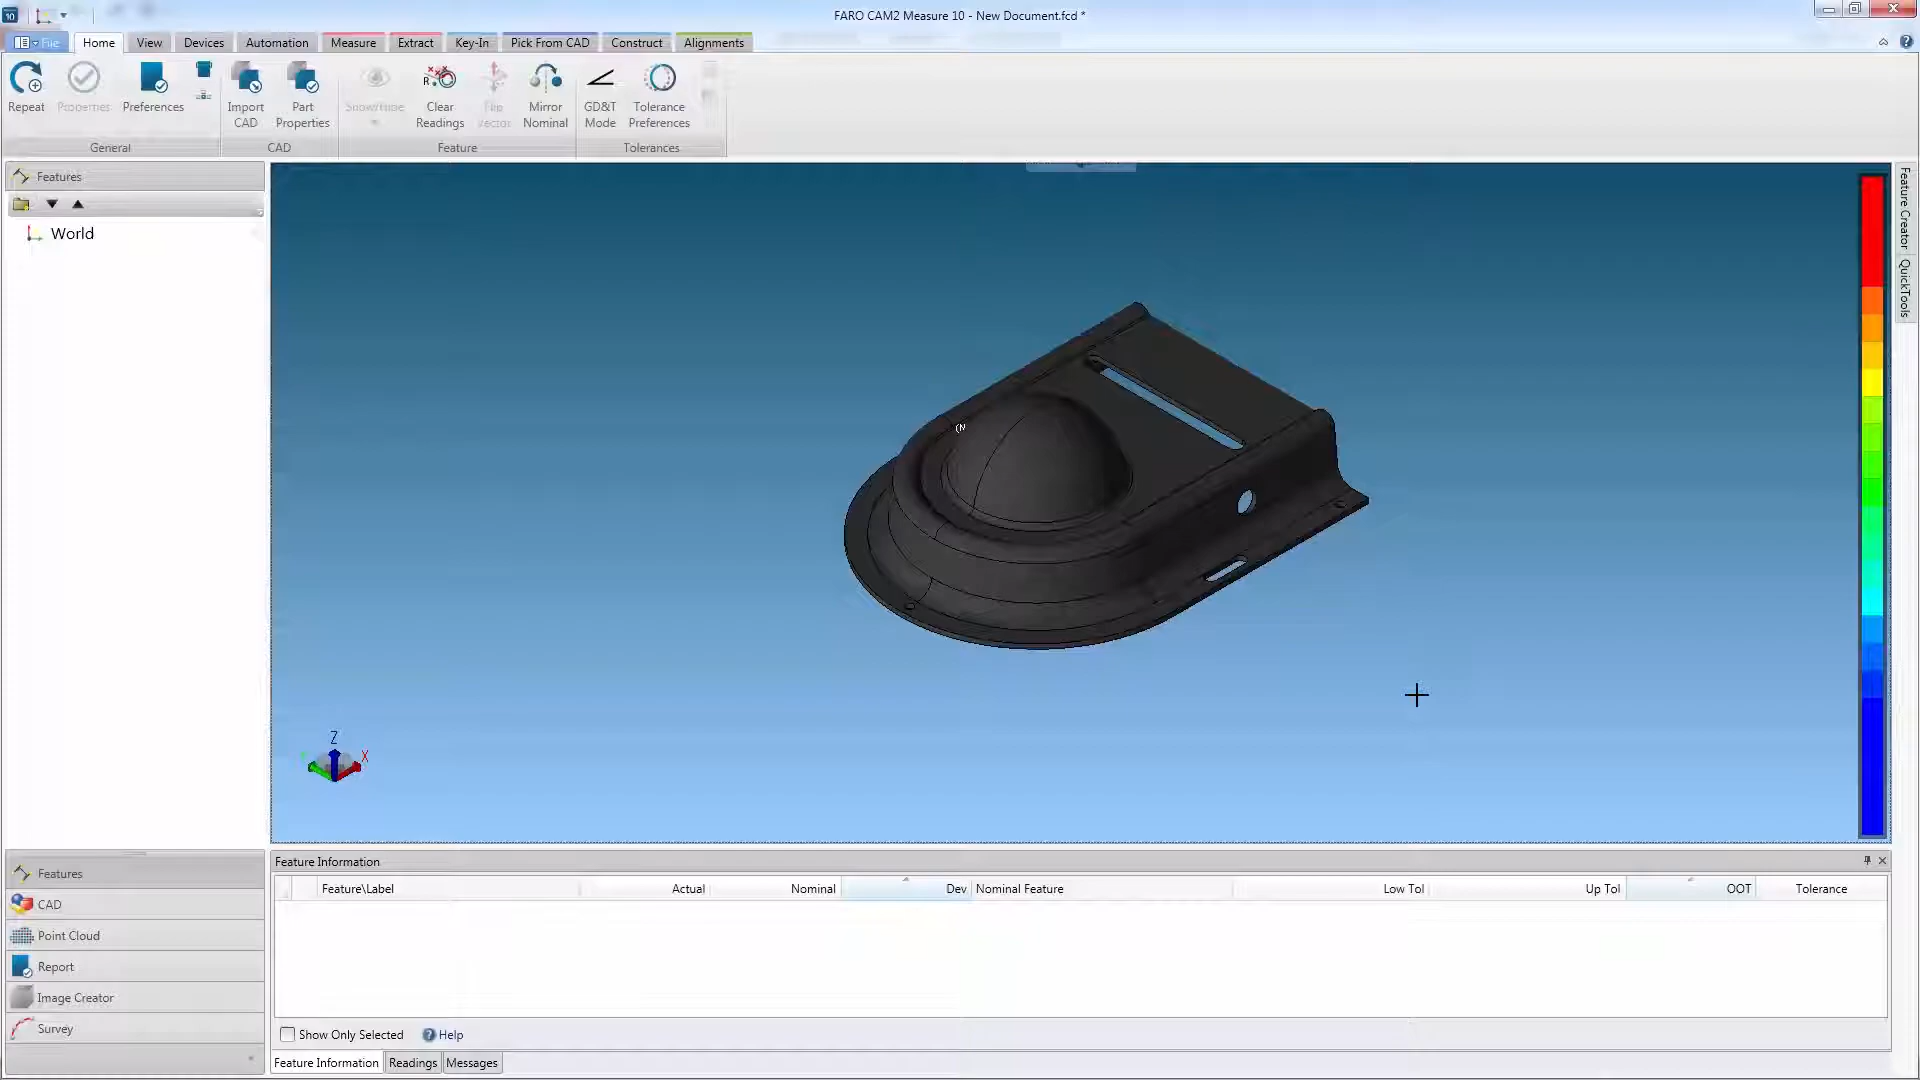 10
FARO CAM2 Measure 10 - New Document.fcd *
File Home View Devices Automation Measure Extract Key-In Pick From CAD Construct Alignments
Repeat Properties Preferences Import CAD Part Properties Show/Hide Clear Readings Flip Vector Mirror Nominal GD&T Mode Tolerance Preferences
General CAD Feature Tolerances
Features
World
Feature Creator
QuickTools
Z
X
Features
CAD
Point Cloud
Report
Image Creator
Survey
Feature Information
Feature\Label Actual Nominal Dev Nominal Feature Low Tol Up Tol OOT Tolerance
Show Only Selected Help
Feature Information Readings Messages